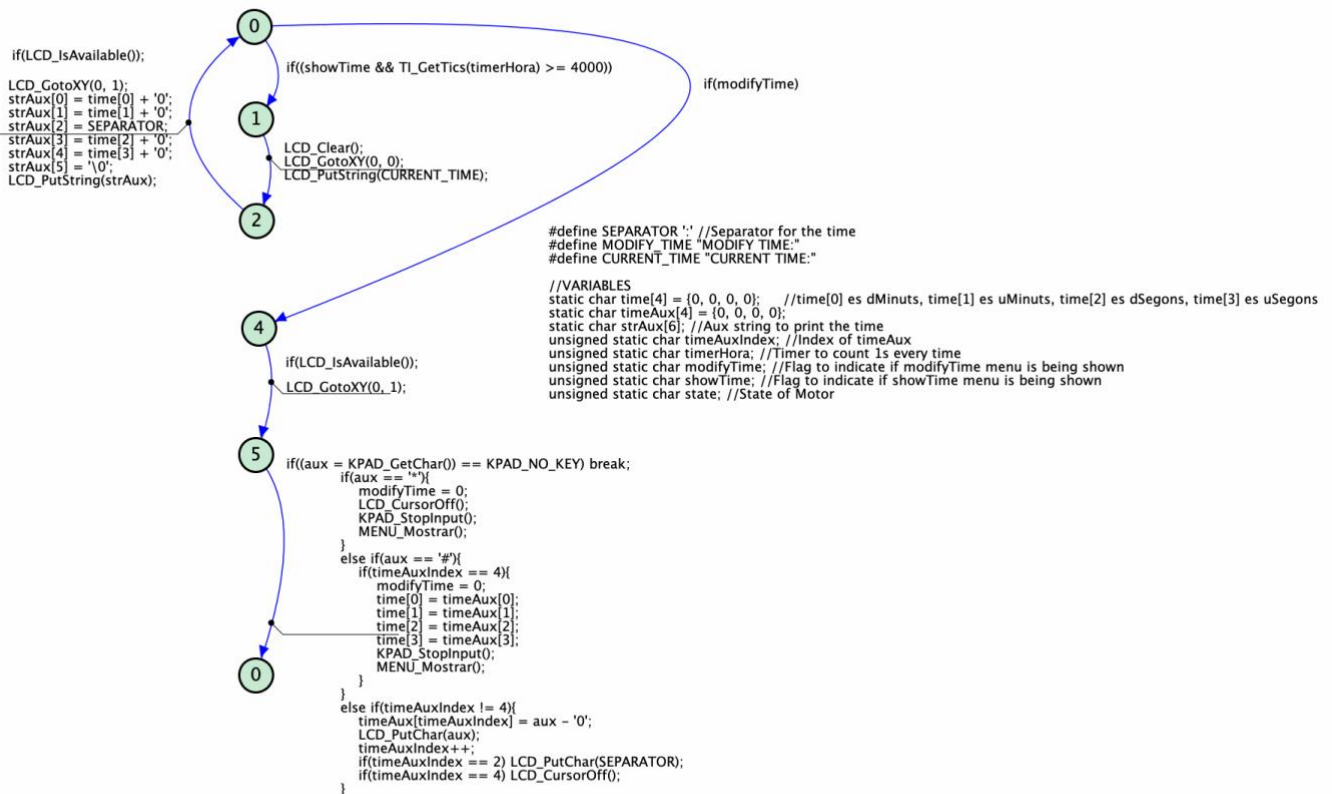 0
if(LCD_IsAvailable());
LCD_GotoXY(0, 1);
strAux[0] = time[0] + '0';
strAux[1] = time[1] + '0';
strAux[2] = SEPARATOR;
strAux[3] = time[2] + '0';
strAux[4] = time[3] + '0';
strAux[5] = '\0';
LCD_PutString(strAux);
if((showTime && TI_GetTics(timerHora) >= 4000))
if(modifyTime)
1
LCD_Clear();
LCD_GotoXY(0, 0);
LCD_PutString(CURRENT_TIME);
2
#define SEPARATOR ':' //Separator for the time
#define MODIFY_TIME "MODIFY TIME:"
#define CURRENT_TIME "CURRENT TIME:"
//VARIABLES
static char time[4] = {0, 0, 0, 0}; //time[0] es dMinuts, time[1] es uMinuts, time[2] es dSegons, time[3] es uSegons
static char timeAux[4] = {0, 0, 0, 0};
static char strAux[6]; //Aux string to print the time
unsigned static char timeAuxIndex; //Index of timeAux
unsigned static char timerHora; //Timer to count 1s every time
unsigned static char modifyTime; //Flag to indicate if modifyTime menu is being shown
unsigned static char showTime; //Flag to indicate if showTime menu is being shown
unsigned static char state; //State of Motor
4
if(LCD_IsAvailable());
LCD_GotoXY(0, 1);
5
if((aux = KPAD_GetChar()) == KPAD_NO_KEY) break;
if(aux == '*'){
modifyTime = 0;
LCD_CursorOff();
KPAD_StopInput();
MENU_Mostrar();
}
else if(aux == '#'){
if(timeAuxIndex == 4){
modifyTime = 0;
time[0] = timeAux[0];
time[1] = timeAux[1];
time[2] = timeAux[2];
time[3] = timeAux[3];
KPAD_StopInput();
MENU_Mostrar();
}
}
else if(timeAuxIndex != 4){
timeAux[timeAuxIndex] = aux - '0';
LCD_PutChar(aux);
timeAuxIndex++;
if(timeAuxIndex == 2) LCD_PutChar(SEPARATOR);
if(timeAuxIndex == 4) LCD_CursorOff();
}
0